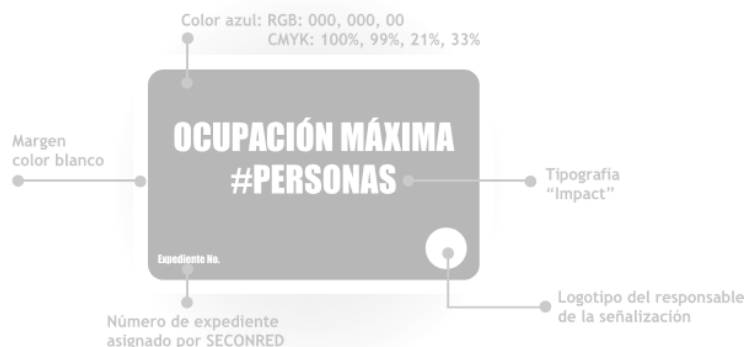 Color azul: RGB: 000, 000, 00
CMYK: 100%, 99%, 21%, 33%
Margen
color blanco
OCUPACIÓN MÁXIMA
#PERSONAS
Tipografía
“Impact”
Expediente No.
Logotipo del responsable
de la señalización
Número de expediente
asignado por SECONRED